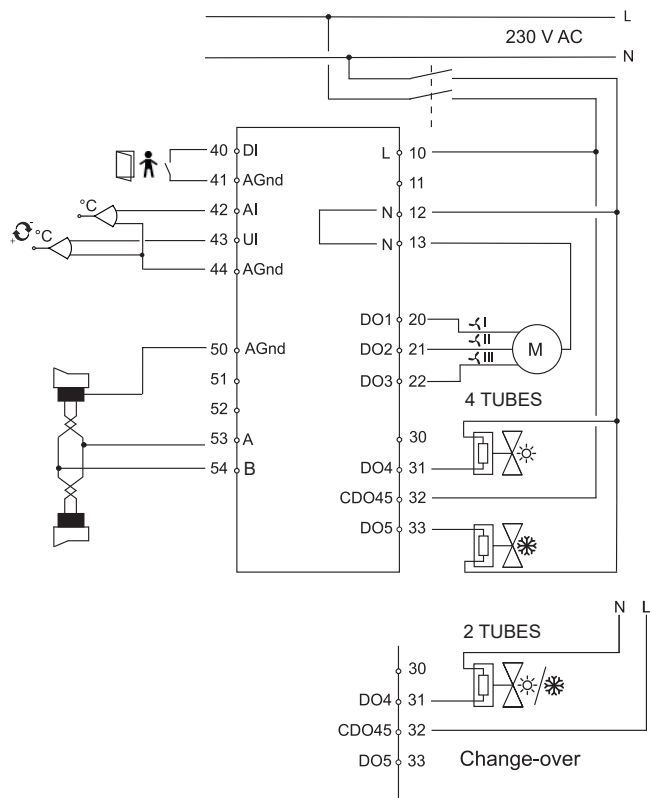 L
230 V AC
N
40 DI
L 10
41 AGnd
11
°C
42 AI
N 12
°C
43 UI
N 13
44 AGnd
DO1 20
I
50 AGnd
DO2 21
II
M
51
DO3 22
III
52
4 TUBES
53 A
30
54 B
DO4 31
CDO45 32
DO5 33
N L
2 TUBES
30
DO4 31
CDO45 32
DO5 33
Change-over